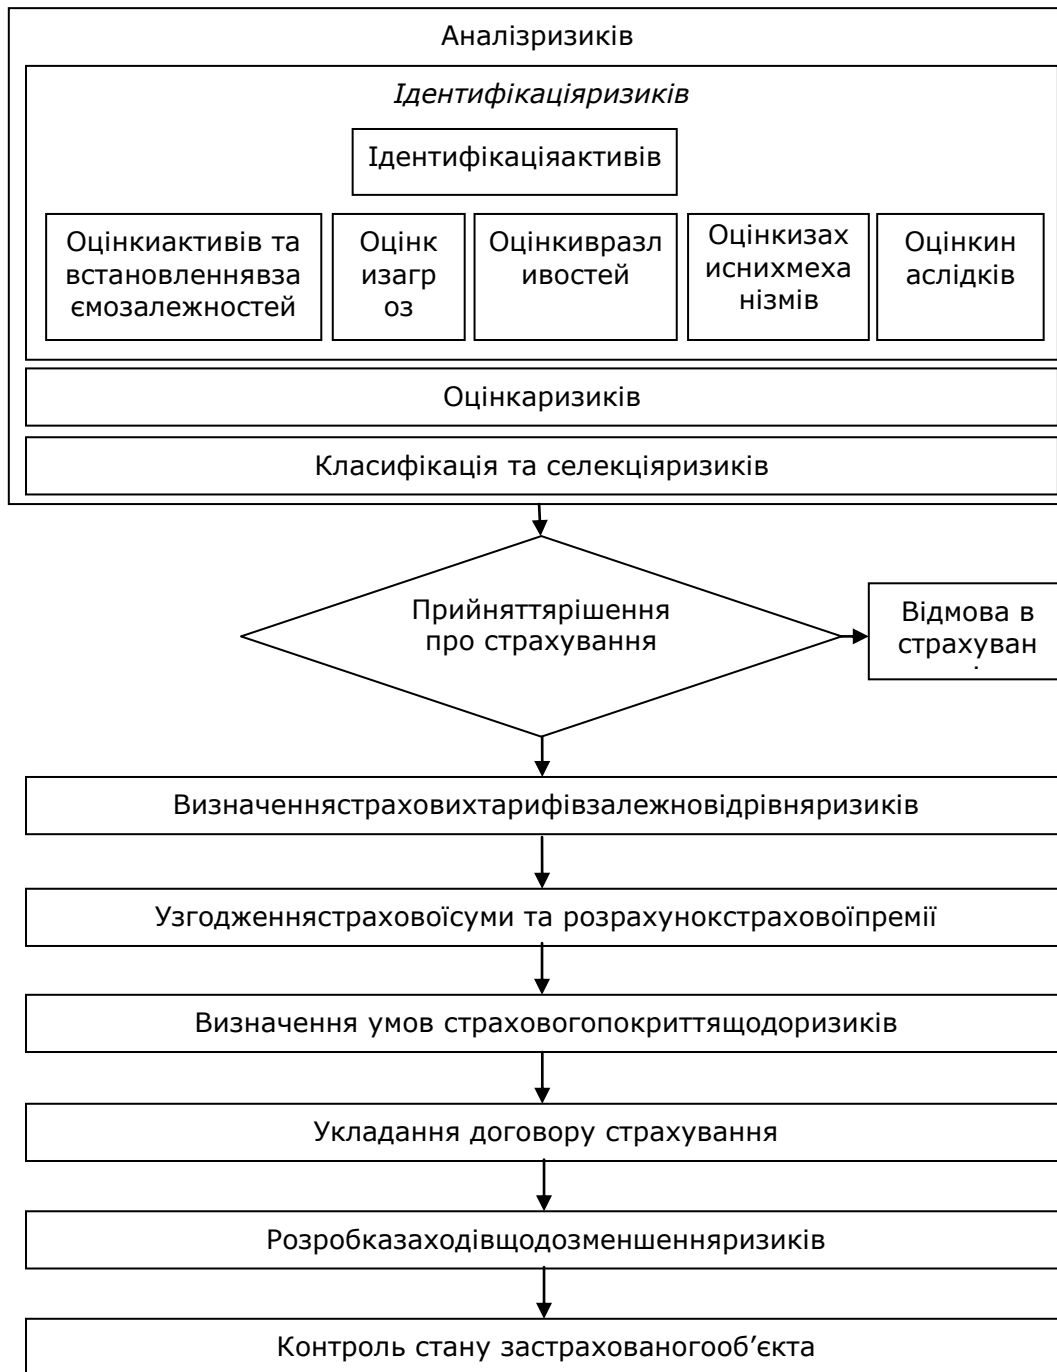 Аналізризиків
Ідентифікаціяризиків
Ідентифікаціяактивів
Оцінкиактивів та
встановленнявза
ємозалежностей
Оцінк
изагр
оз
Оцінкивразл
ивостей
Оцінкизах
иснихмеха
нізмів
Оцінкин
аслідків
Оцінкаризиків
Класифікація та селекціяризиків
Прийняттярішення
про страхування
Відмова в
страхуван
Визначеннястраховихтарифівзалежновідрівняризиків
Узгодженнястраховоїсуми та розрахунокстраховоїпремії
Визначення умов страховогопокриттящодоризиків
Укладання договору страхування
Розробказаходівщодозменшенняризиків
Контроль стану застрахованогооб’єкта